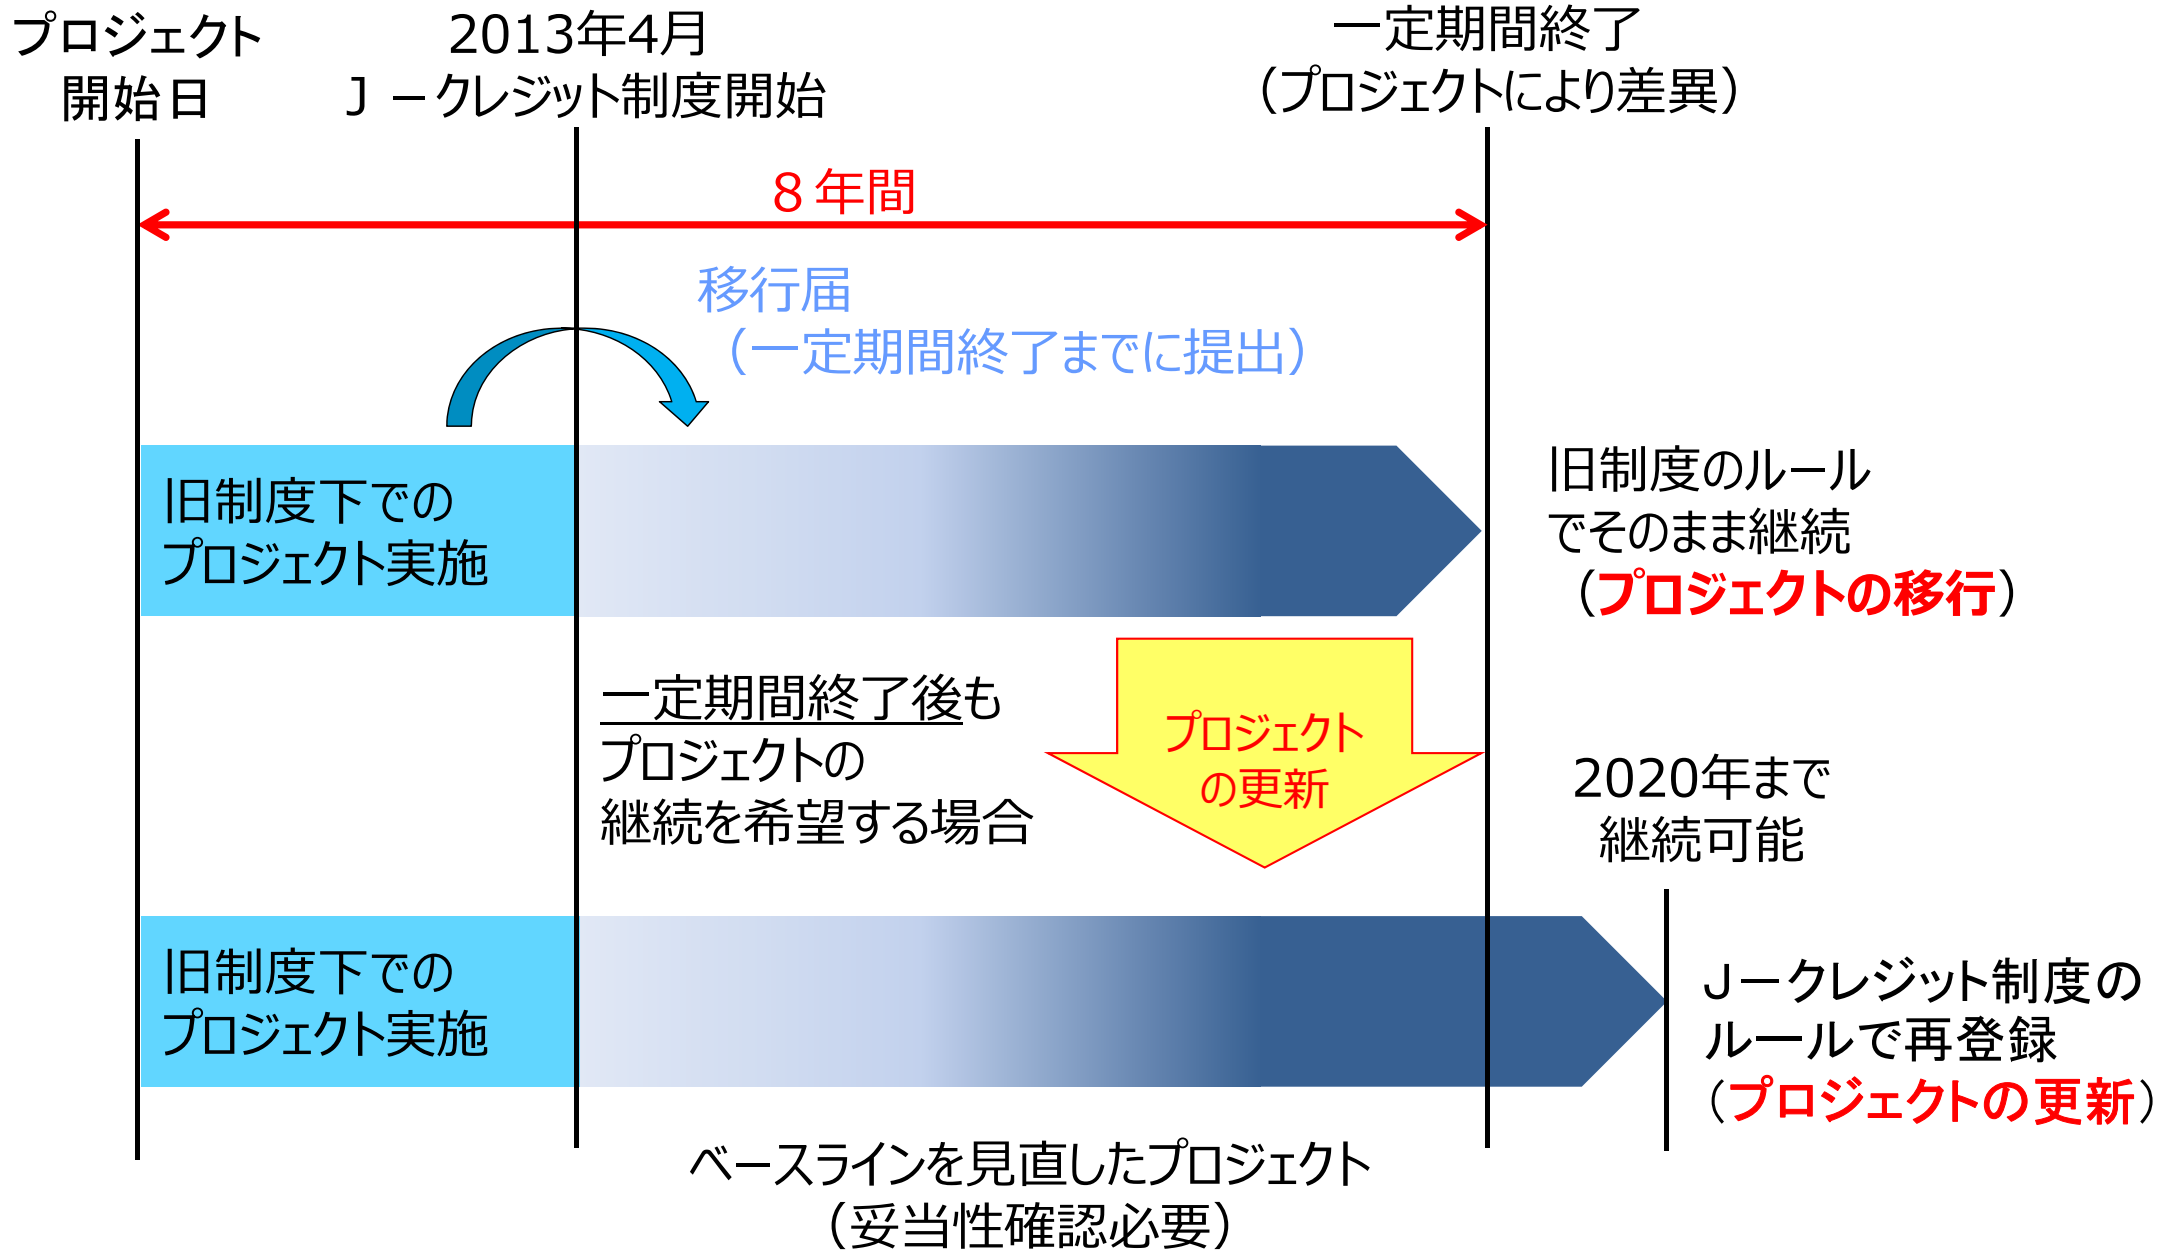 プロジェクト
開始日
2013年4月
J－クレジット制度開始
一定期間終了
（プロジェクトにより差異）
８年間
移行届
（一定期間終了までに提出）
旧制度下での
プロジェクト実施
旧制度のルール
でそのまま継続
（プロジェクトの移行）
一定期間終了後も
プロジェクトの
継続を希望する場合
プロジェクト
の更新
2020年まで
継続可能
旧制度下での
プロジェクト実施
J－クレジット制度の
ルールで再登録
（プロジェクトの更新）
ベースラインを見直したプロジェクト
（妥当性確認必要）